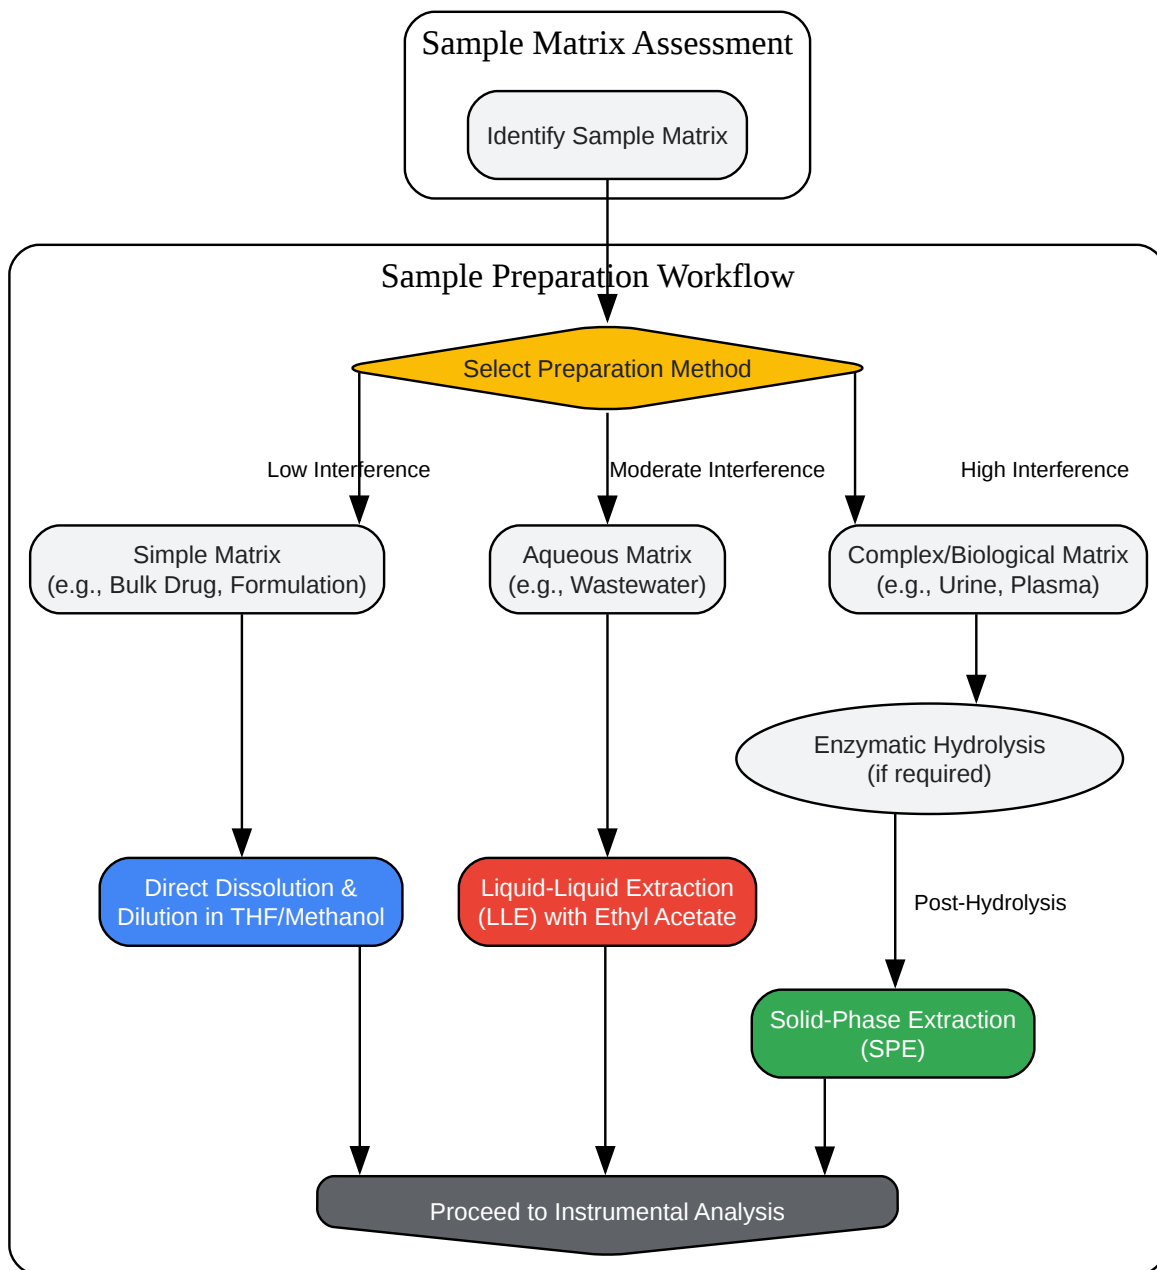 Sample Matrix Assessment
Identify Sample Matrix
Sample Preparation Workflow
Select Preparation Method
Low Interference
Moderate Interference
High Interference
Simple Matrix
(e.g., Bulk Drug, Formulation)
Aqueous Matrix
(e.g., Wastewater)
Complex/Biological Matrix
(e.g., Urine, Plasma)
Enzymatic Hydrolysis
(if required)
Direct Dissolution &
Dilution in THF/Methanol
Liquid-Liquid Extraction
(LLE) with Ethyl Acetate
Post-Hydrolysis
Solid-Phase Extraction
(SPE)
Proceed to Instrumental Analysis